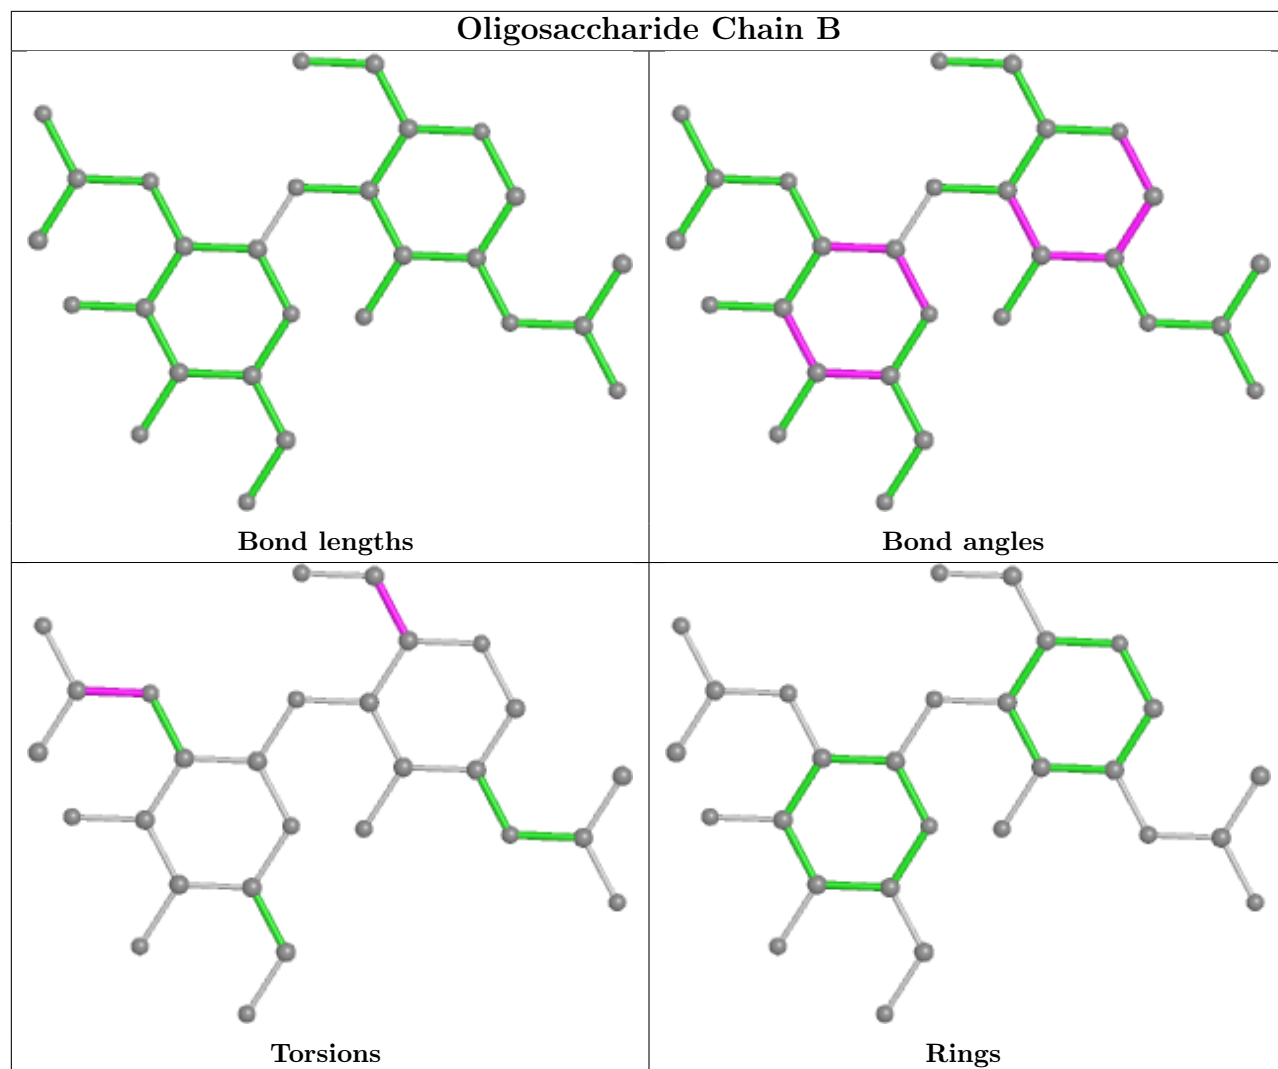 Oligosaccharide Chain B
Bond lengths
Bond angles
Torsions
Rings